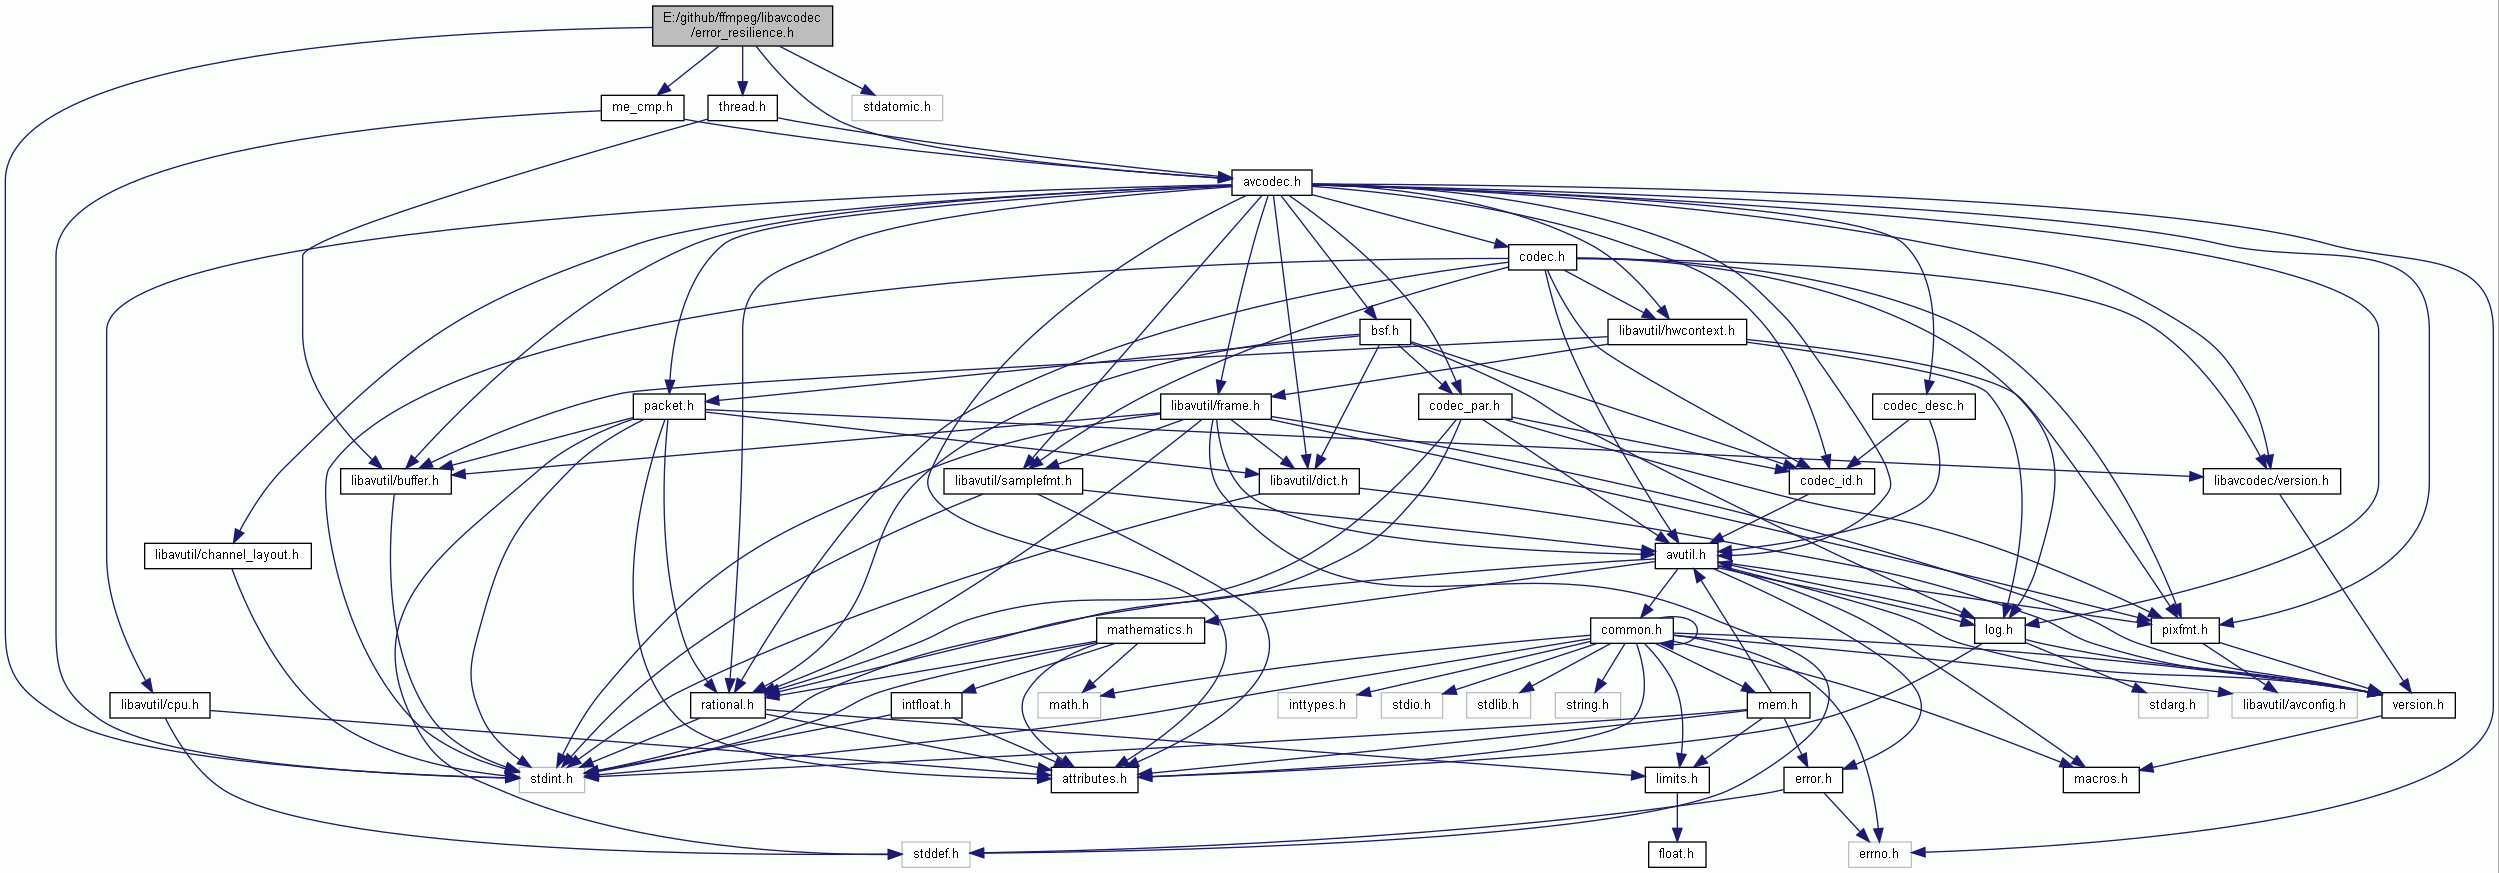 E:/github/ffmpeg/libavcodec
/error_resilience.h
me_cmp.h
thread.h
stdatomic.h
avcodec.h
codec.h
bsf.h
libavutil/hwcontext.h
packet.h
libavutil/frame.h
codec_par.h
codec_desc.h
libavutil/buffer.h
libavutil/samplefmt.h
libavutil/dict.h
codec_id.h
libavcodec/version.h
libavutil/channel_layout.h
avutil.h
mathematics.h
common.h
log.h
pixfmt.h
libavutil/cpu.h
rational.h
intfloat.h
math.h
inttypes.h
stdio.h
stdlib.h
string.h
mem.h
stdarg.h
libavutil/avconfig.h
version.h
stdint.h
attributes.h
limits.h
error.h
macros.h
stddef.h
float.h
errno.h